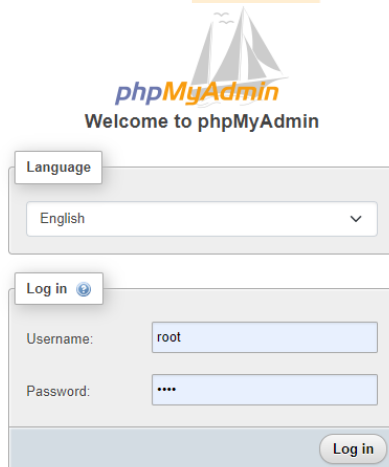 phpMyAdmin
Welcome to phpMyAdmin
Language
English
Log in
Username:
root
Password:
••••
Log in